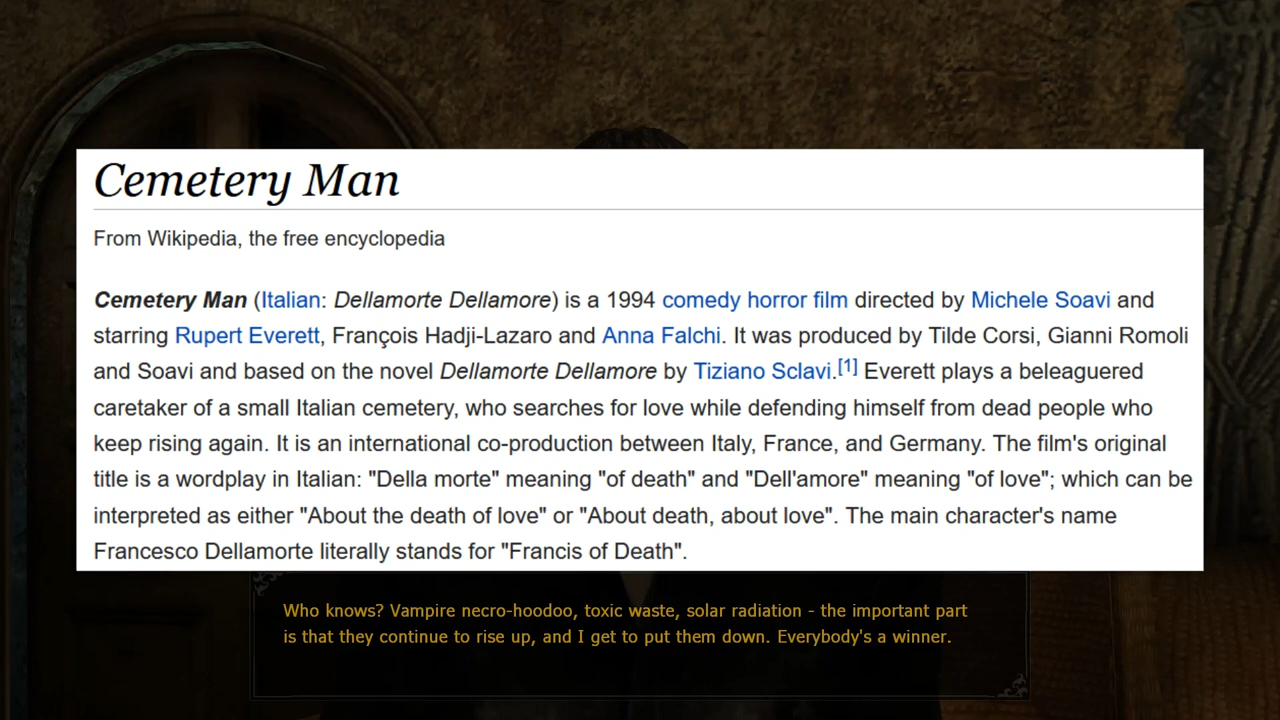 Cemetery Man
From Wikipedia, the free encyclopedia
Cemetery Man (Italian: Dellamorte Dellamore) is a 1994 comedy horror film directed by Michele Soavi and
starring Rupert Everett, François Hadji-Lazaro and Anna Falchi. It was produced by Tilde Corsi, Gianni Romoli
and Soavi and based on the novel Dellamorte Dellamore by Tiziano Sclavi.[1] Everett plays a beleaguered
caretaker of a small Italian cemetery, who searches for love while defending himself from dead people who
keep rising again. It is an international co-production between Italy, France, and Germany. The film's original
title is a wordplay in Italian: "Della morte" meaning "of death" and "Dell'amore" meaning "of love"; which can be
interpreted as either "About the death of love" or "About death, about love". The main character's name
Francesco Dellamorte literally stands for "Francis of Death".
Who knows? Vampire necro-hoodoo, toxic waste, solar radiation - the important part
is that they continue to rise up, and I get to put them down. Everybody's a winner.